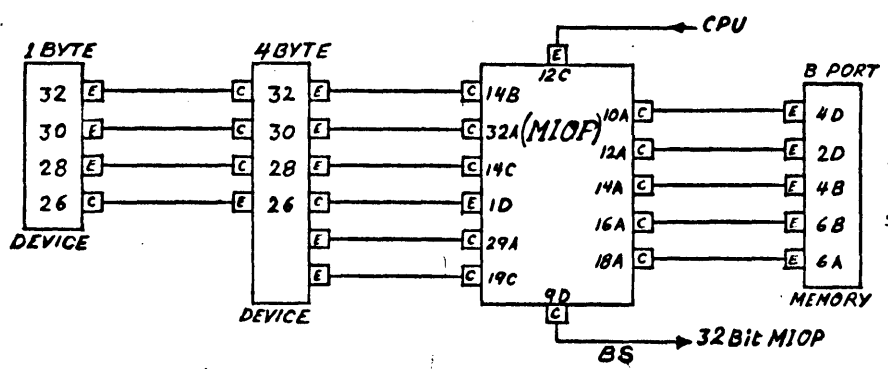 CPU
1 BYTE
4 BYTE
E
12C
B PORT
32 E C 32 E C 14B
10A C E 4D
30 E C 30 E C 32A (MIOP)
12A C E 2D
28 E C 28 E C 14C
14A C E 4B
26 C E 26 C E 1D
16A C E 6B
DEVICE
E C 29A
18A C E 6A
E C 19C
DEVICE
9D
C
MEMORY
BS
32 Bit MIOP